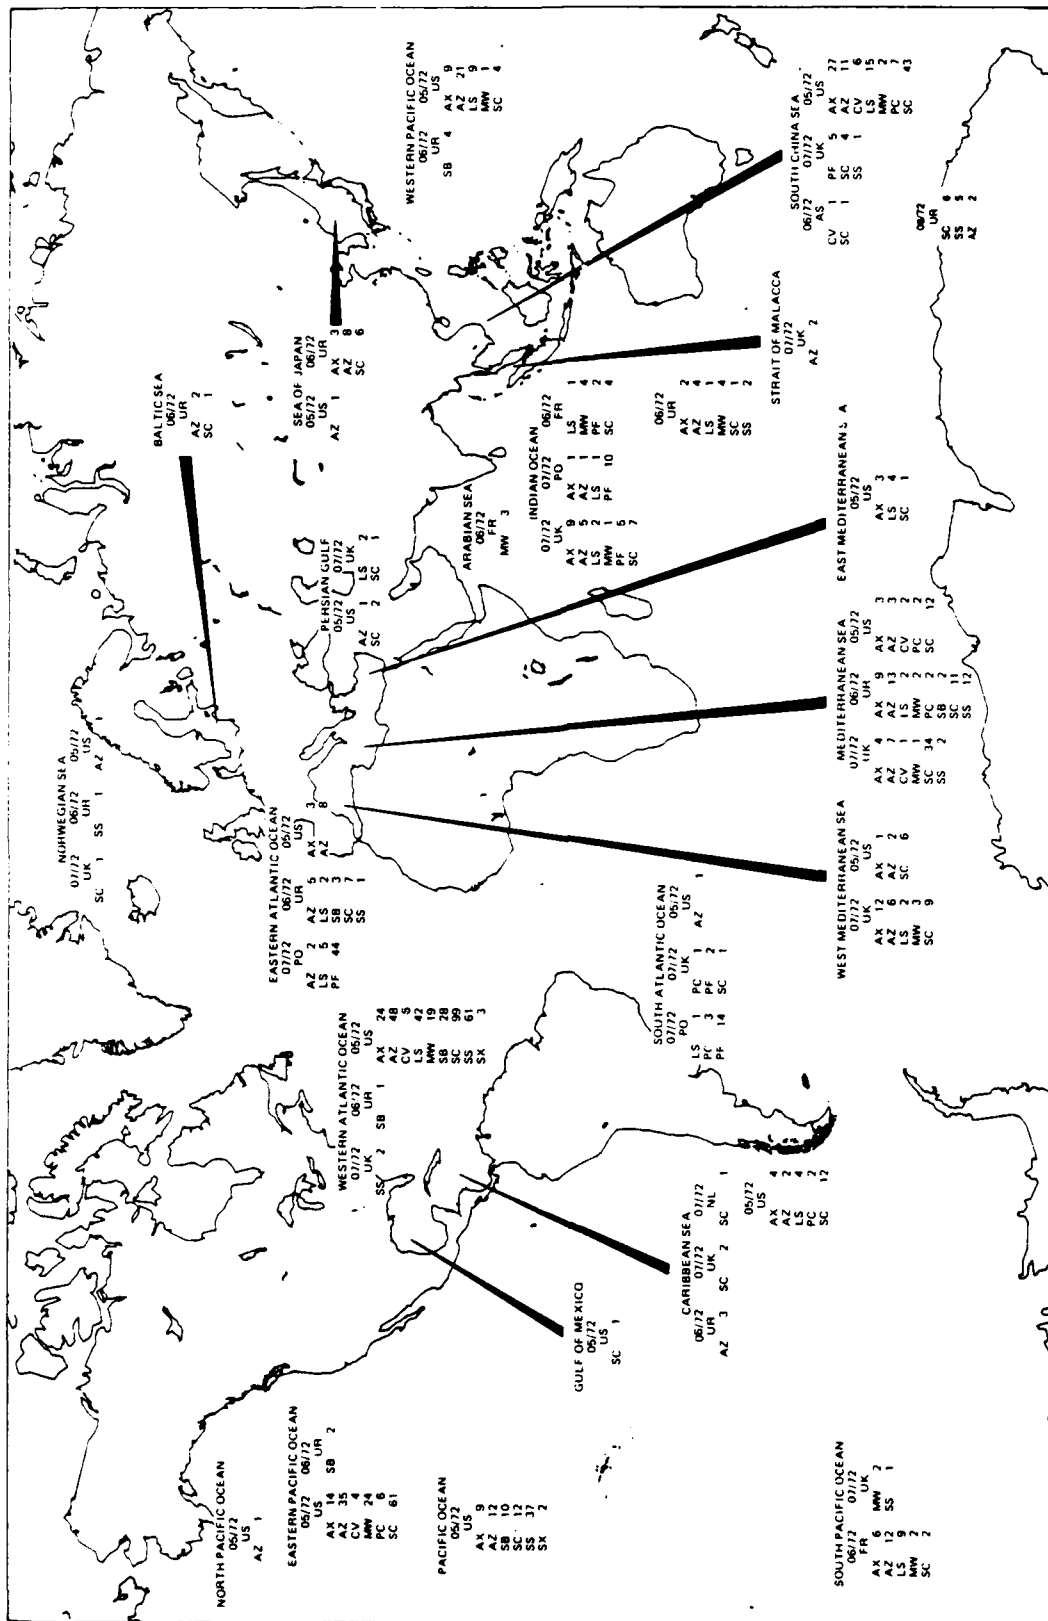 NORWEGIAN SEA
07/72 06/72 05/72
UK UR US
SC 1 SS 1 AZ 1
BALTIC SEA
06/72
UR
AZ 2
SC 1
NORTH PACIFIC OCEAN
05/72
US
AZ 1
EASTERN ATLANTIC OCEAN
07/72 06/72 05/72
PO UR US
AZ 2 AZ 5 AX 3
LS 5 LS 2 AZ 8
PF 44 SB 3
SC 7
SS 1
EASTERN PACIFIC OCEAN
05/72 06/72
US UR
AX 14 SB 2
AZ 35
CV 4
MW 24
PC 6
SC 61
SEA OF JAPAN
05/72 06/72
US UR
AZ 1 AX 3
AZ 8
SC 6
PERSIAN GULF
05/72 07/72
US UK
AZ 1 LS 2
SC 2 SC 1
WESTERN ATLANTIC OCEAN
07/72 06/72 05/72
UK UR US
SS 2 SB 1 AX 24
AZ 48
CV 5
LS 42
MW 19
SB 28
SC 99
SS 61
SX 3
WESTERN PACIFIC OCEAN
06/72 05/72
UR US
SB 4 AX 9
AZ 21
LS 9
MW 1
SC 4
PACIFIC OCEAN
05/72
US
AX 9
AZ 12
SB 10
SC 12
SS 37
SX 2
ARABIAN SEA
06/72
FR
MW 3
INDIAN OCEAN
07/72 07/72 06/72
UK PO FR
AX 9 AX 1 LS 1
AZ 5 AZ 1 MW 4
LS 2 LS 1 PF 2
MW 1 PF 10 SC 4
PF 5
SC 7
06/72
UR
AX 2
AZ 4
LS 1
MW 4
SC 1
SS 2
GULF OF MEXICO
05/72
US
SC 1
SOUTH ATLANTIC OCEAN
07/72 07/72 05/72
PO UK US
LS 1 PC 1 AZ 1
PC 3 PF 2
PF 14 SC 1
CARIBBEAN SEA
06/72 07/72 07/72
UR UK NL
AZ 3 SC 2 SC 1
05/72
US
AX 4
AZ 2
LS 4
PC 2
SC 12
STRAIT OF MALACCA
07/72
UK
AZ 2
SOUTH CHINA SEA
06/72 07/72 05/72
AS UK US
CV 1 PF 5 AX 27
SC 1 SC 4 AZ 11
SS 1 CV 6
LS 15
MW 2
PC 7
SC 43
WEST MEDITERRANEAN SEA
07/72 05/72
UK US
AX 12 AX 1
AZ 6 AZ 2
LS 2 SC 6
MW 3
SC 9
MEDITERRANEAN SEA
07/72 06/72 05/72
UK UR US
AX 4 AX 9 AX 3
AZ 7 AZ 13 AZ 3
CV 1 LS 2 CV 2
MW 1 MW 2 PC 2
SC 34 PC 2 SC 12
SS 2 SB 2
SC 11
SS 12
EAST MEDITERRANEAN S A
05/72
US
AX 3
LS 4
SC 1
SOUTH PACIFIC OCEAN
06/72 07/72
FR UK
AX 6 MW 2
AZ 12 SS 1
LS 9
MW 2
SC 2
06/72
UR
SC 6
SS 5
AZ 2